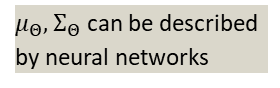 μ_Θ, Σ_Θ can be described
by neural networks